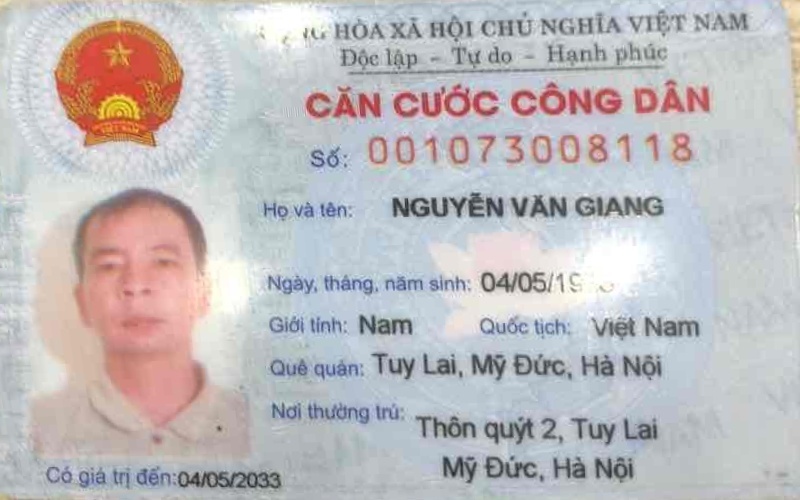 HÒA XÃ HỘI CHỦ NGHĨA VIỆT NAM
Độc lập - Tự do - Hạnh phúc
CĂN CƯỚC CÔNG DÂN
Số: 001073008118
Họ và tên: NGUYỄN VĂN GIANG
Ngày, tháng, năm sinh: 04/05/19
Giới tính: Nam Quốc tịch: Việt Nam
Quê quán: Tuy Lai, Mỹ Đức, Hà Nội
Nơi thường trú: Thôn quýt 2, Tuy Lai
Mỹ Đức, Hà Nội
Có giá trị đến: 04/05/2033
VIỆT NAM